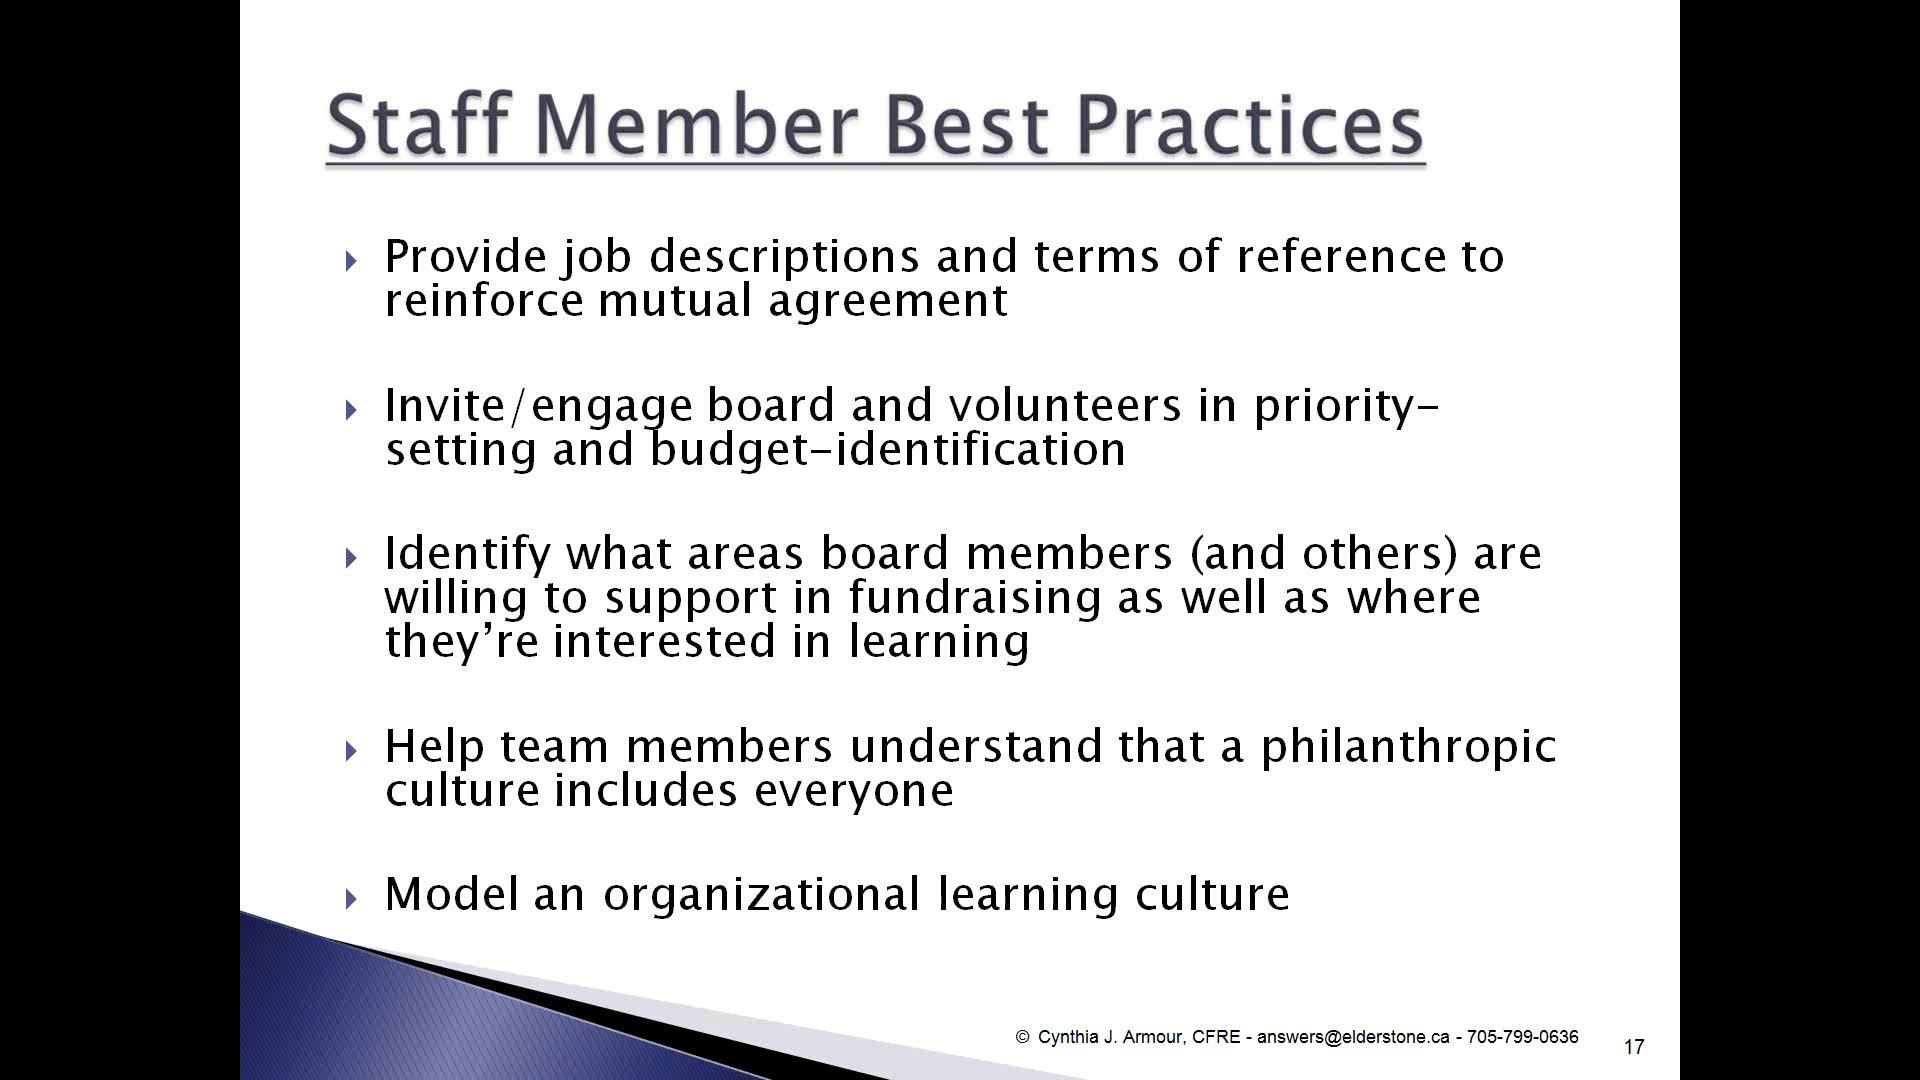 Staff Member Best Practices
Provide job descriptions and terms of reference to
reinforce mutual agreement
Invite/engage board and volunteers in priority-
setting and budget-identification
Identify what areas board members (and others) are
willing to support in fundraising as well as where
they’re interested in learning
Help team members understand that a philanthropic
culture includes everyone
Model an organizational learning culture
© Cynthia J. Armour, CFRE - answers@elderstone.ca - 705-799-0636
17